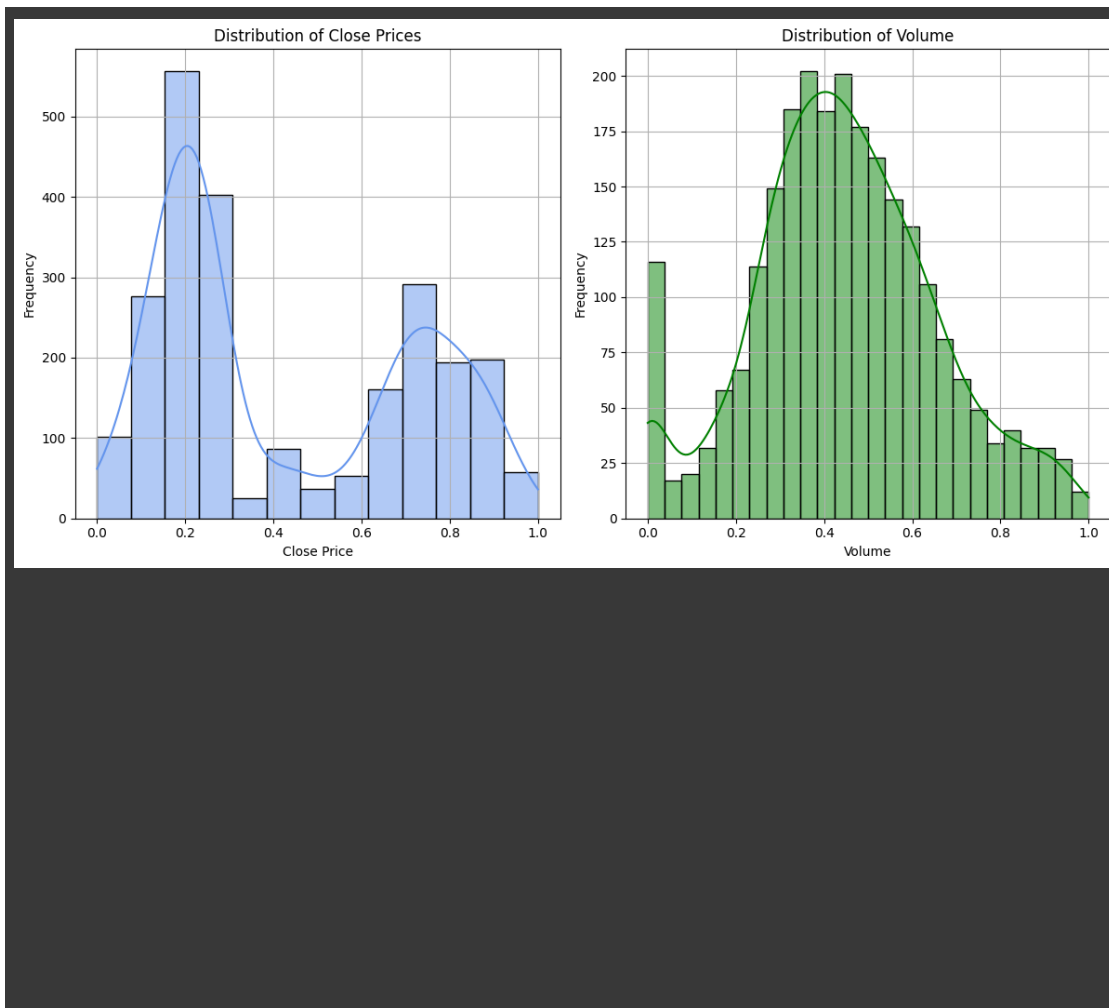 Distribution of Close Prices
500
400
300
200
100
0
Frequency
0.0 0.2 0.4 0.6 0.8 1.0
Close Price
Distribution of Volume
200
175
150
125
100
75
50
25
0
Frequency
0.0 0.2 0.4 0.6 0.8 1.0
Volume